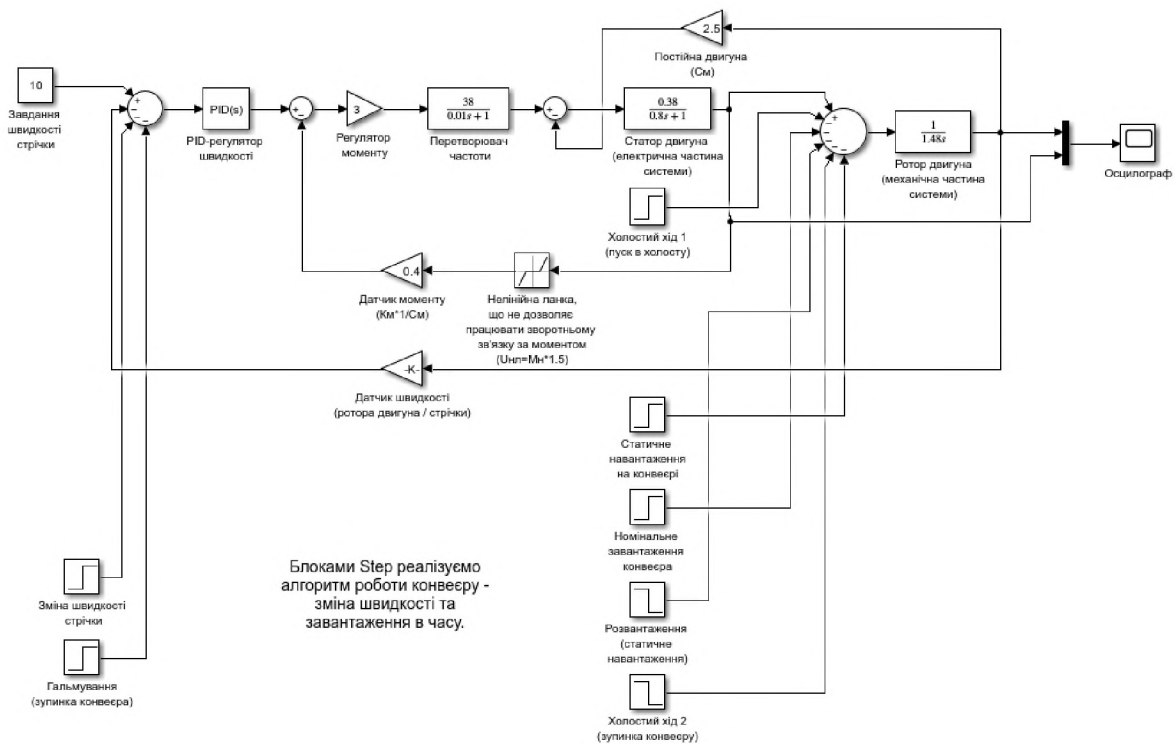 2.5
Постійна двигуна
(См)
10
Завдання
швидкості
стрічки
+
−
−
−
PID(s)
PID-регулятор
швидкості
+
−
3
Регулятор
моменту
38
0.01s + 1
Перетворювач
частоти
+
−
0.38
0.8s + 1
Статор двигуна
(електрична частина
системи)
+
−
−
−
−
−
1
1.48s
Ротор двигуна
(механічна частина
системи)
Осцилограф
Холостий хід 1
(пуск в холосту)
0.4
Датчик моменту
(Км*1/См)
Нелінійна ланка,
що не дозволяє
працювати зворотньому
зв'язку за моментом
(Uнл=Мн*1.5)
-K-
Датчик швидкості
(ротора двигуна / стрічки)
Статичне
навантаження
на конвеєрі
Номінальне
завантаження
конвеєра
Блоками Step реалізуємо
алгоритм роботи конвеєру -
зміна швидкості та
завантаження в часу.
Зміна швидкості
стрічки
Розвантаження
(статичне
навантаження)
Гальмування
(зупинка конвеєра)
Холостий хід 2
(зупинка конвеєру)